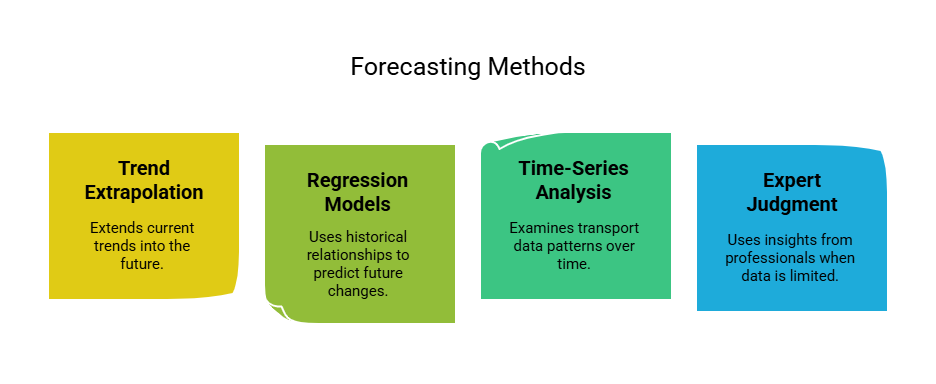 Forecasting Methods
Trend
Extrapolation
Extends current
trends into the
future.
Regression
Models
Uses historical
relationships to
predict future
changes.
Time-Series
Analysis
Examines transport
data patterns over
time.
Expert
Judgment
Uses insights from
professionals when
data is limited.